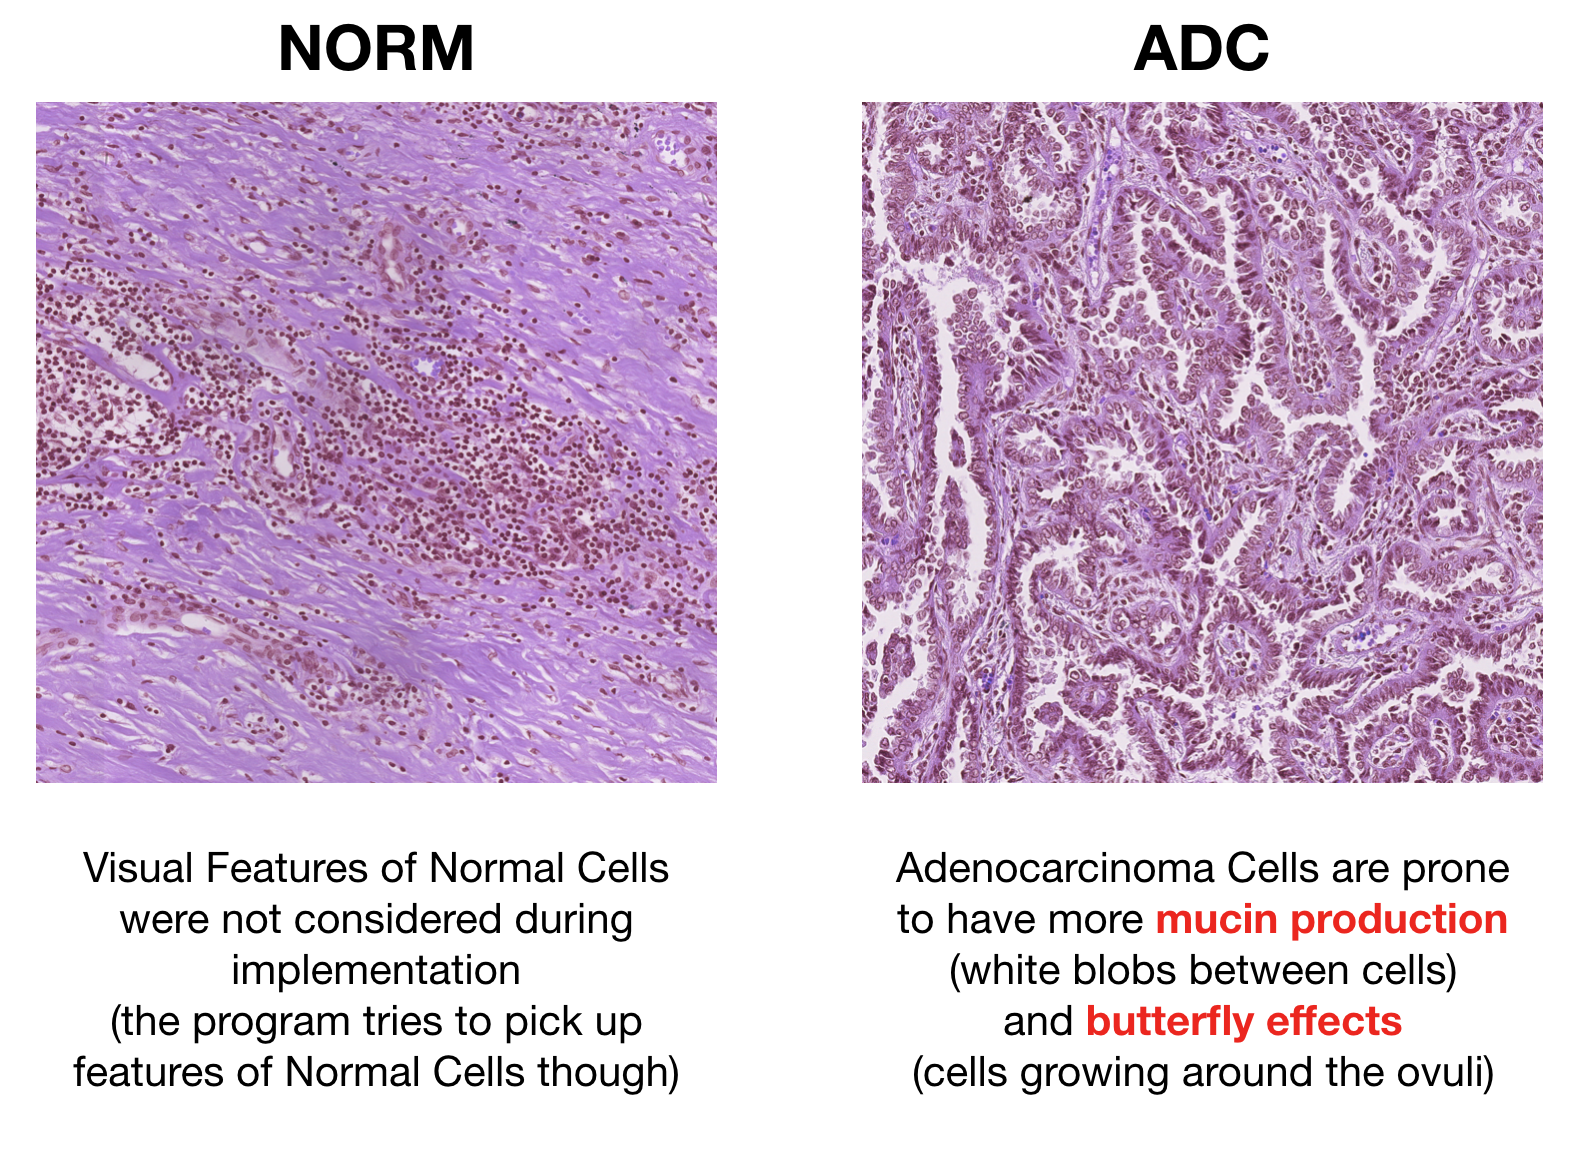 NORM
ADC
Visual Features of Normal Cells
were not considered during
implementation
(the program tries to pick up
features of Normal Cells though)
Adenocarcinoma Cells are prone
to have more mucin production
(white blobs between cells)
and butterfly effects
(cells growing around the ovuli)